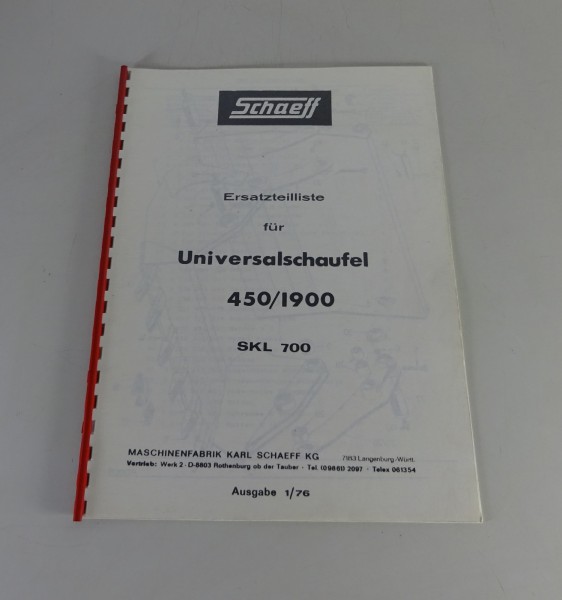 Schaeff
Ersatzteilliste
für
Universalschaufel
450/1900
SKL 700
MASCHINENFABRIK KARL SCHAEFF KG 7183 Langenburg-Württ.
Vertrieb: Werk 2 · D-8803 Rothenburg ob der Tauber · Tel. (09861) 2097 · Telex 061354
Ausgabe 1/76